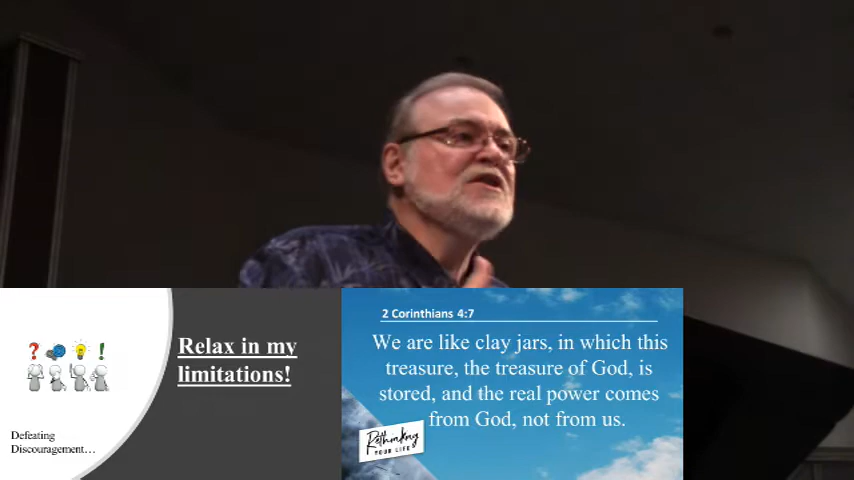 ? !
Relax in my
limitations!
Defeating
Discouragement...
2 Corinthians 4:7
We are like clay jars, in which this
treasure, the treasure of God, is
stored, and the real power comes
from God, not from us.
Rethinking
YOUR LIFE